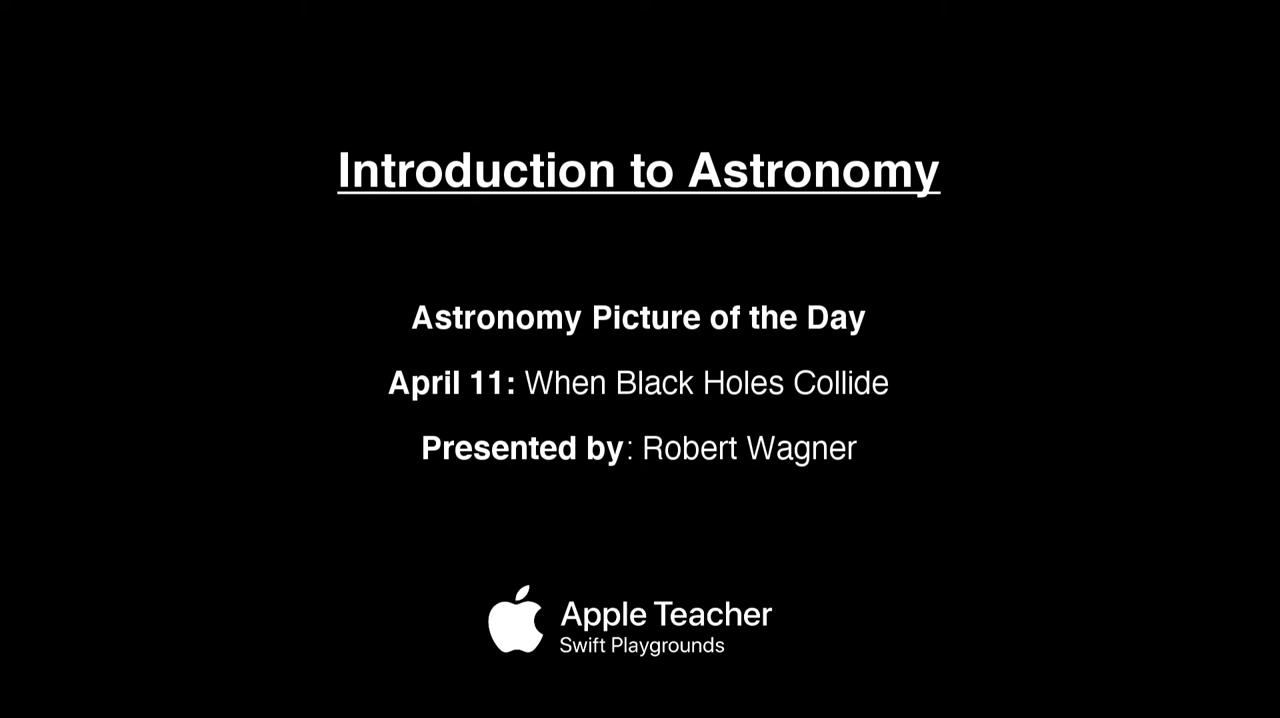 Introduction to Astronomy
Astronomy Picture of the Day
April 11: When Black Holes Collide
Presented by: Robert Wagner
Apple Teacher
Swift Playgrounds